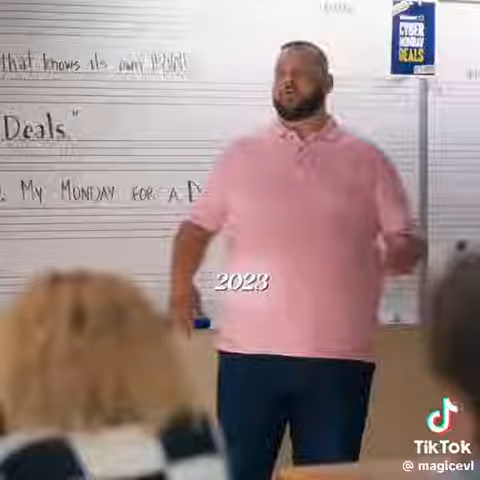 CYBER
MONDAY
DEALS
that knows its own
Deals"
. My MONDAY FOR A D
2023
TikTok
@ magicevl